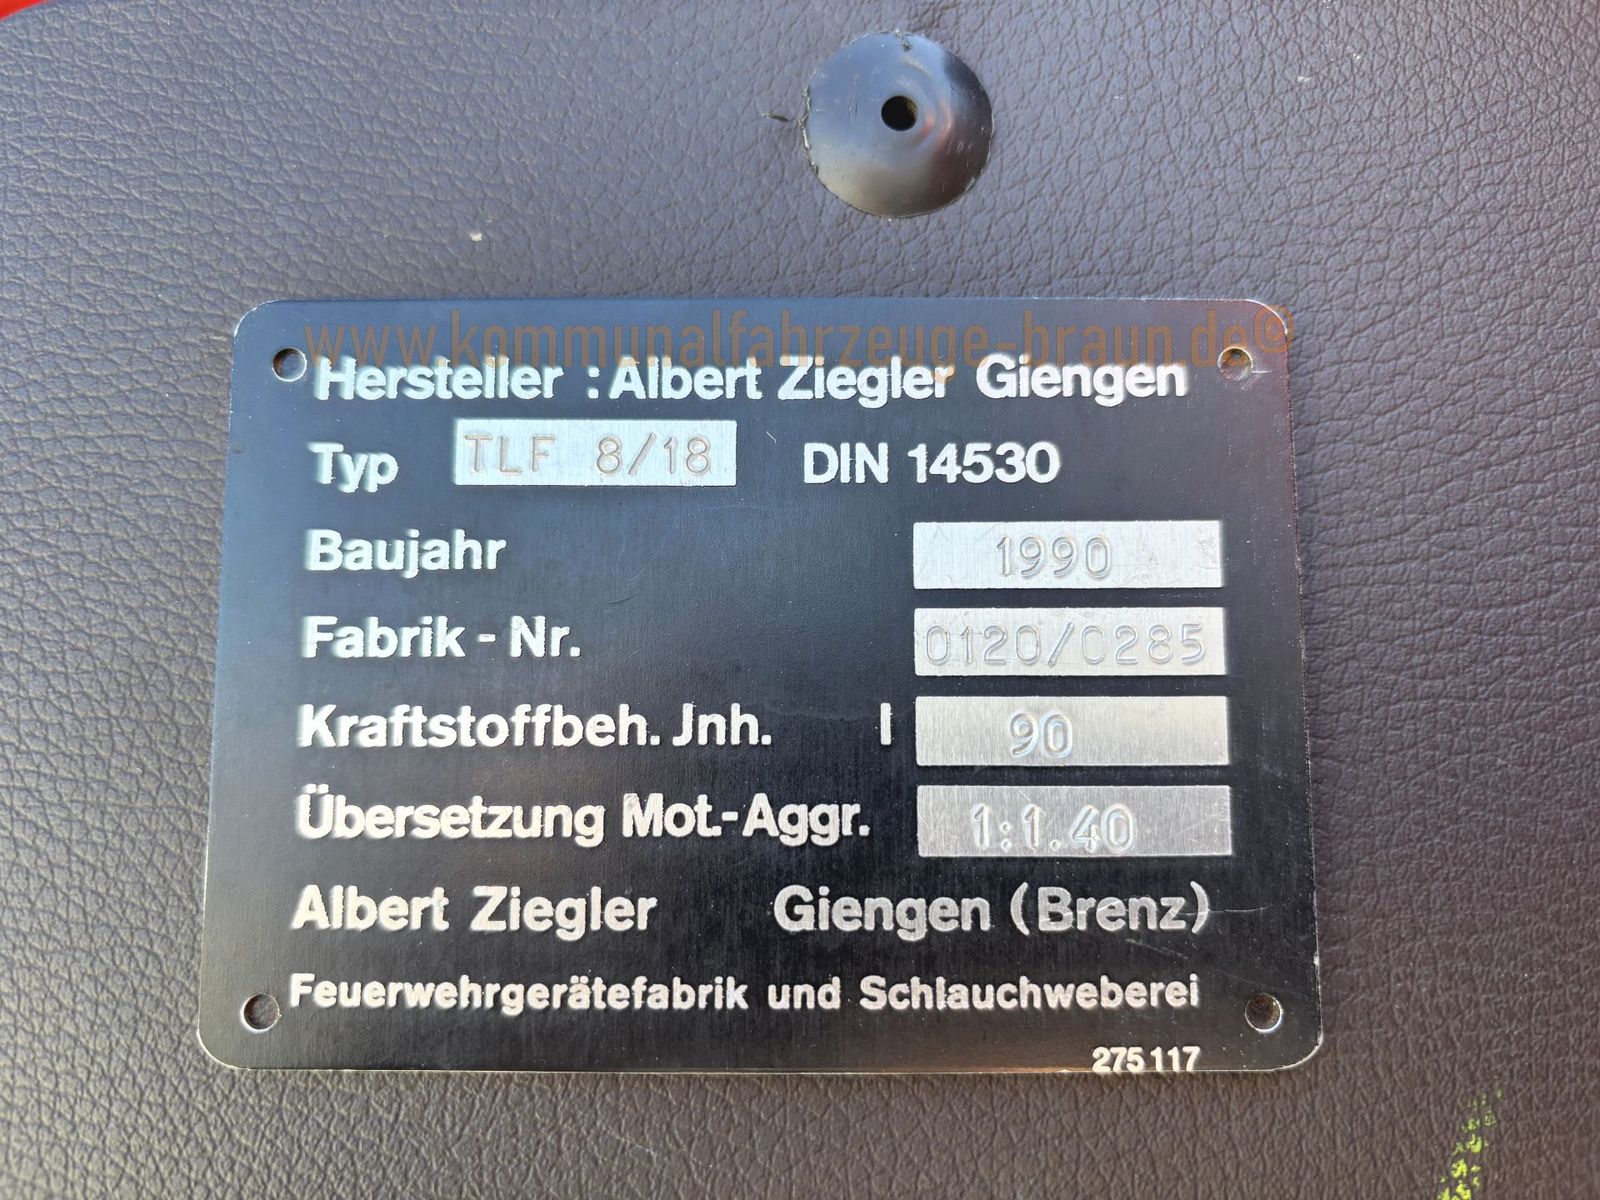 www.kommunalfahrzeuge-braun.de©
Hersteller : Albert Ziegler Giengen
Typ TLF 8/18 DIN 14530
Baujahr 1990
Fabrik - Nr. 0120/0285
Kraftstoffbeh. Jnh. l 90
Übersetzung Mot.-Aggr. 1:1.40
Albert Ziegler Giengen (Brenz)
Feuerwehrgerätefabrik und Schlauchweberei
275 117